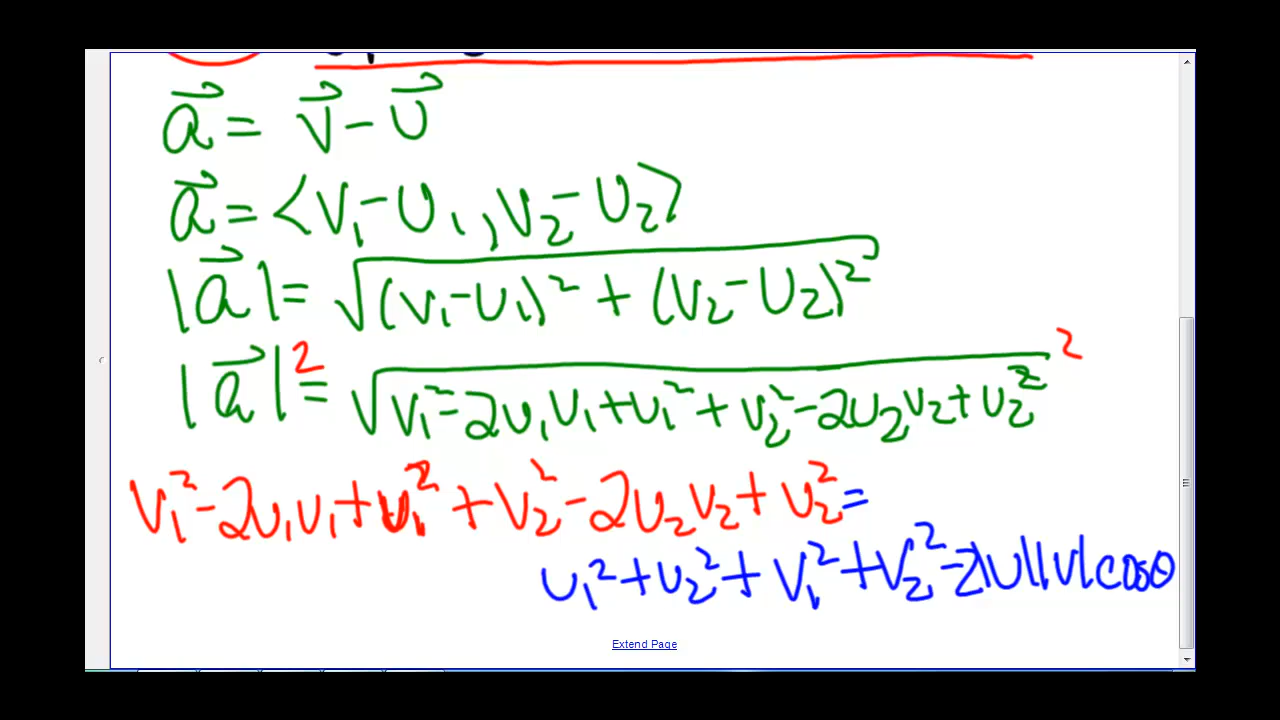 a⃗ = v⃗ - u⃗
a⃗ = <v₁-u₁, v₂-u₂>
|a⃗| = √((v₁-u₁)² + (v₂-u₂)²)
|a⃗|² = √(v₁²-2u₁v₁+u₁²+v₂²-2u₂v₂+u₂²)²
v₁²-2u₁v₁+u₁²+v₂²-2u₂v₂+u₂²=
u₁²+u₂²+v₁²+v₂²-2|u||v|cosθ
Extend Page